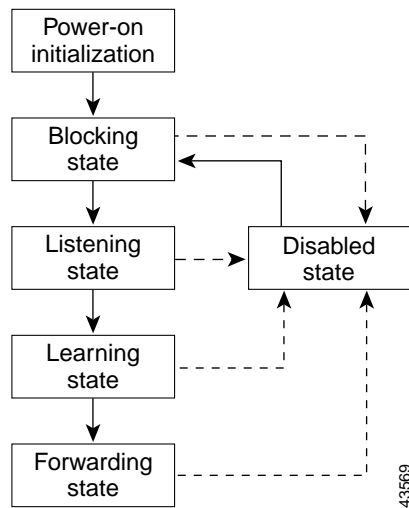 Power-on
initialization
Blocking
state
Listening
state
Disabled
state
Learning
state
Forwarding
state
43569